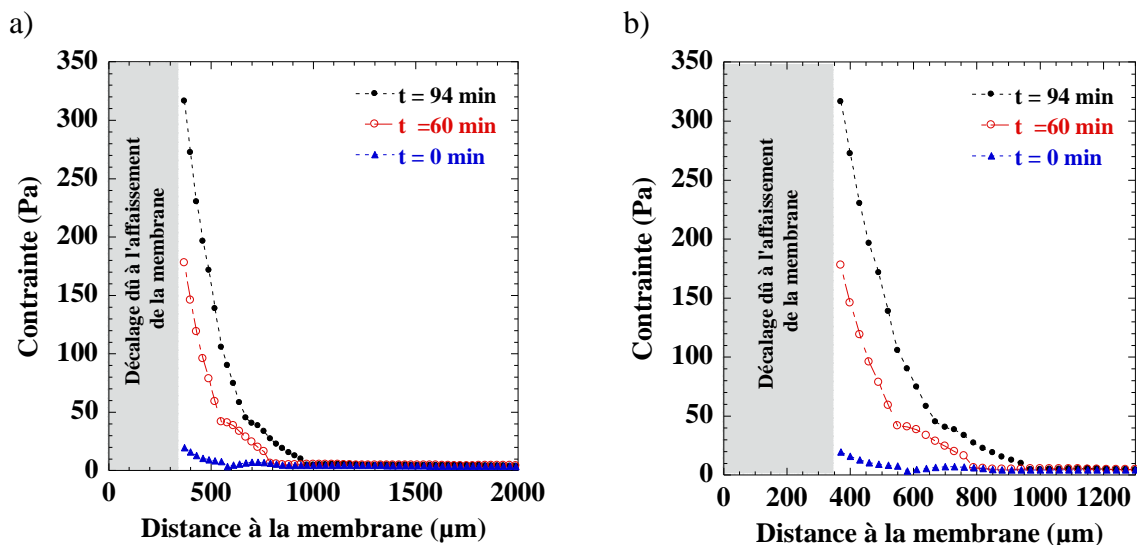 a)
350
300
250
200
150
100
50
0
Contrainte (Pa)
Décalage dû à l'affaissement
de la membrane
t = 94 min
t =60 min
t = 0 min
0
500
1000
1500
2000
Distance à la membrane (µm)
b)
350
300
250
200
150
100
50
0
Contrainte (Pa)
Décalage dû à l'affaissement
de la membrane
t = 94 min
t =60 min
t = 0 min
0
200
400
600
800
1000
1200
Distance à la membrane (µm)